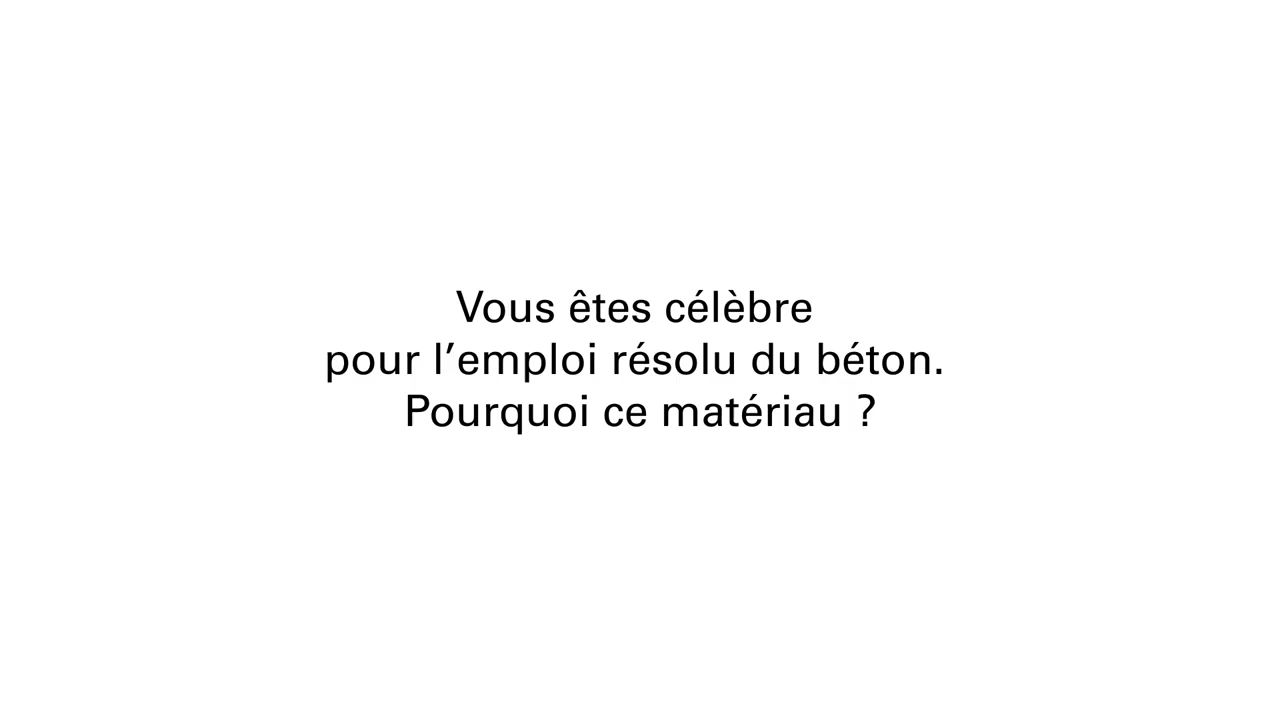 Vous êtes célèbre
pour l’emploi résolu du béton.
Pourquoi ce matériau ?